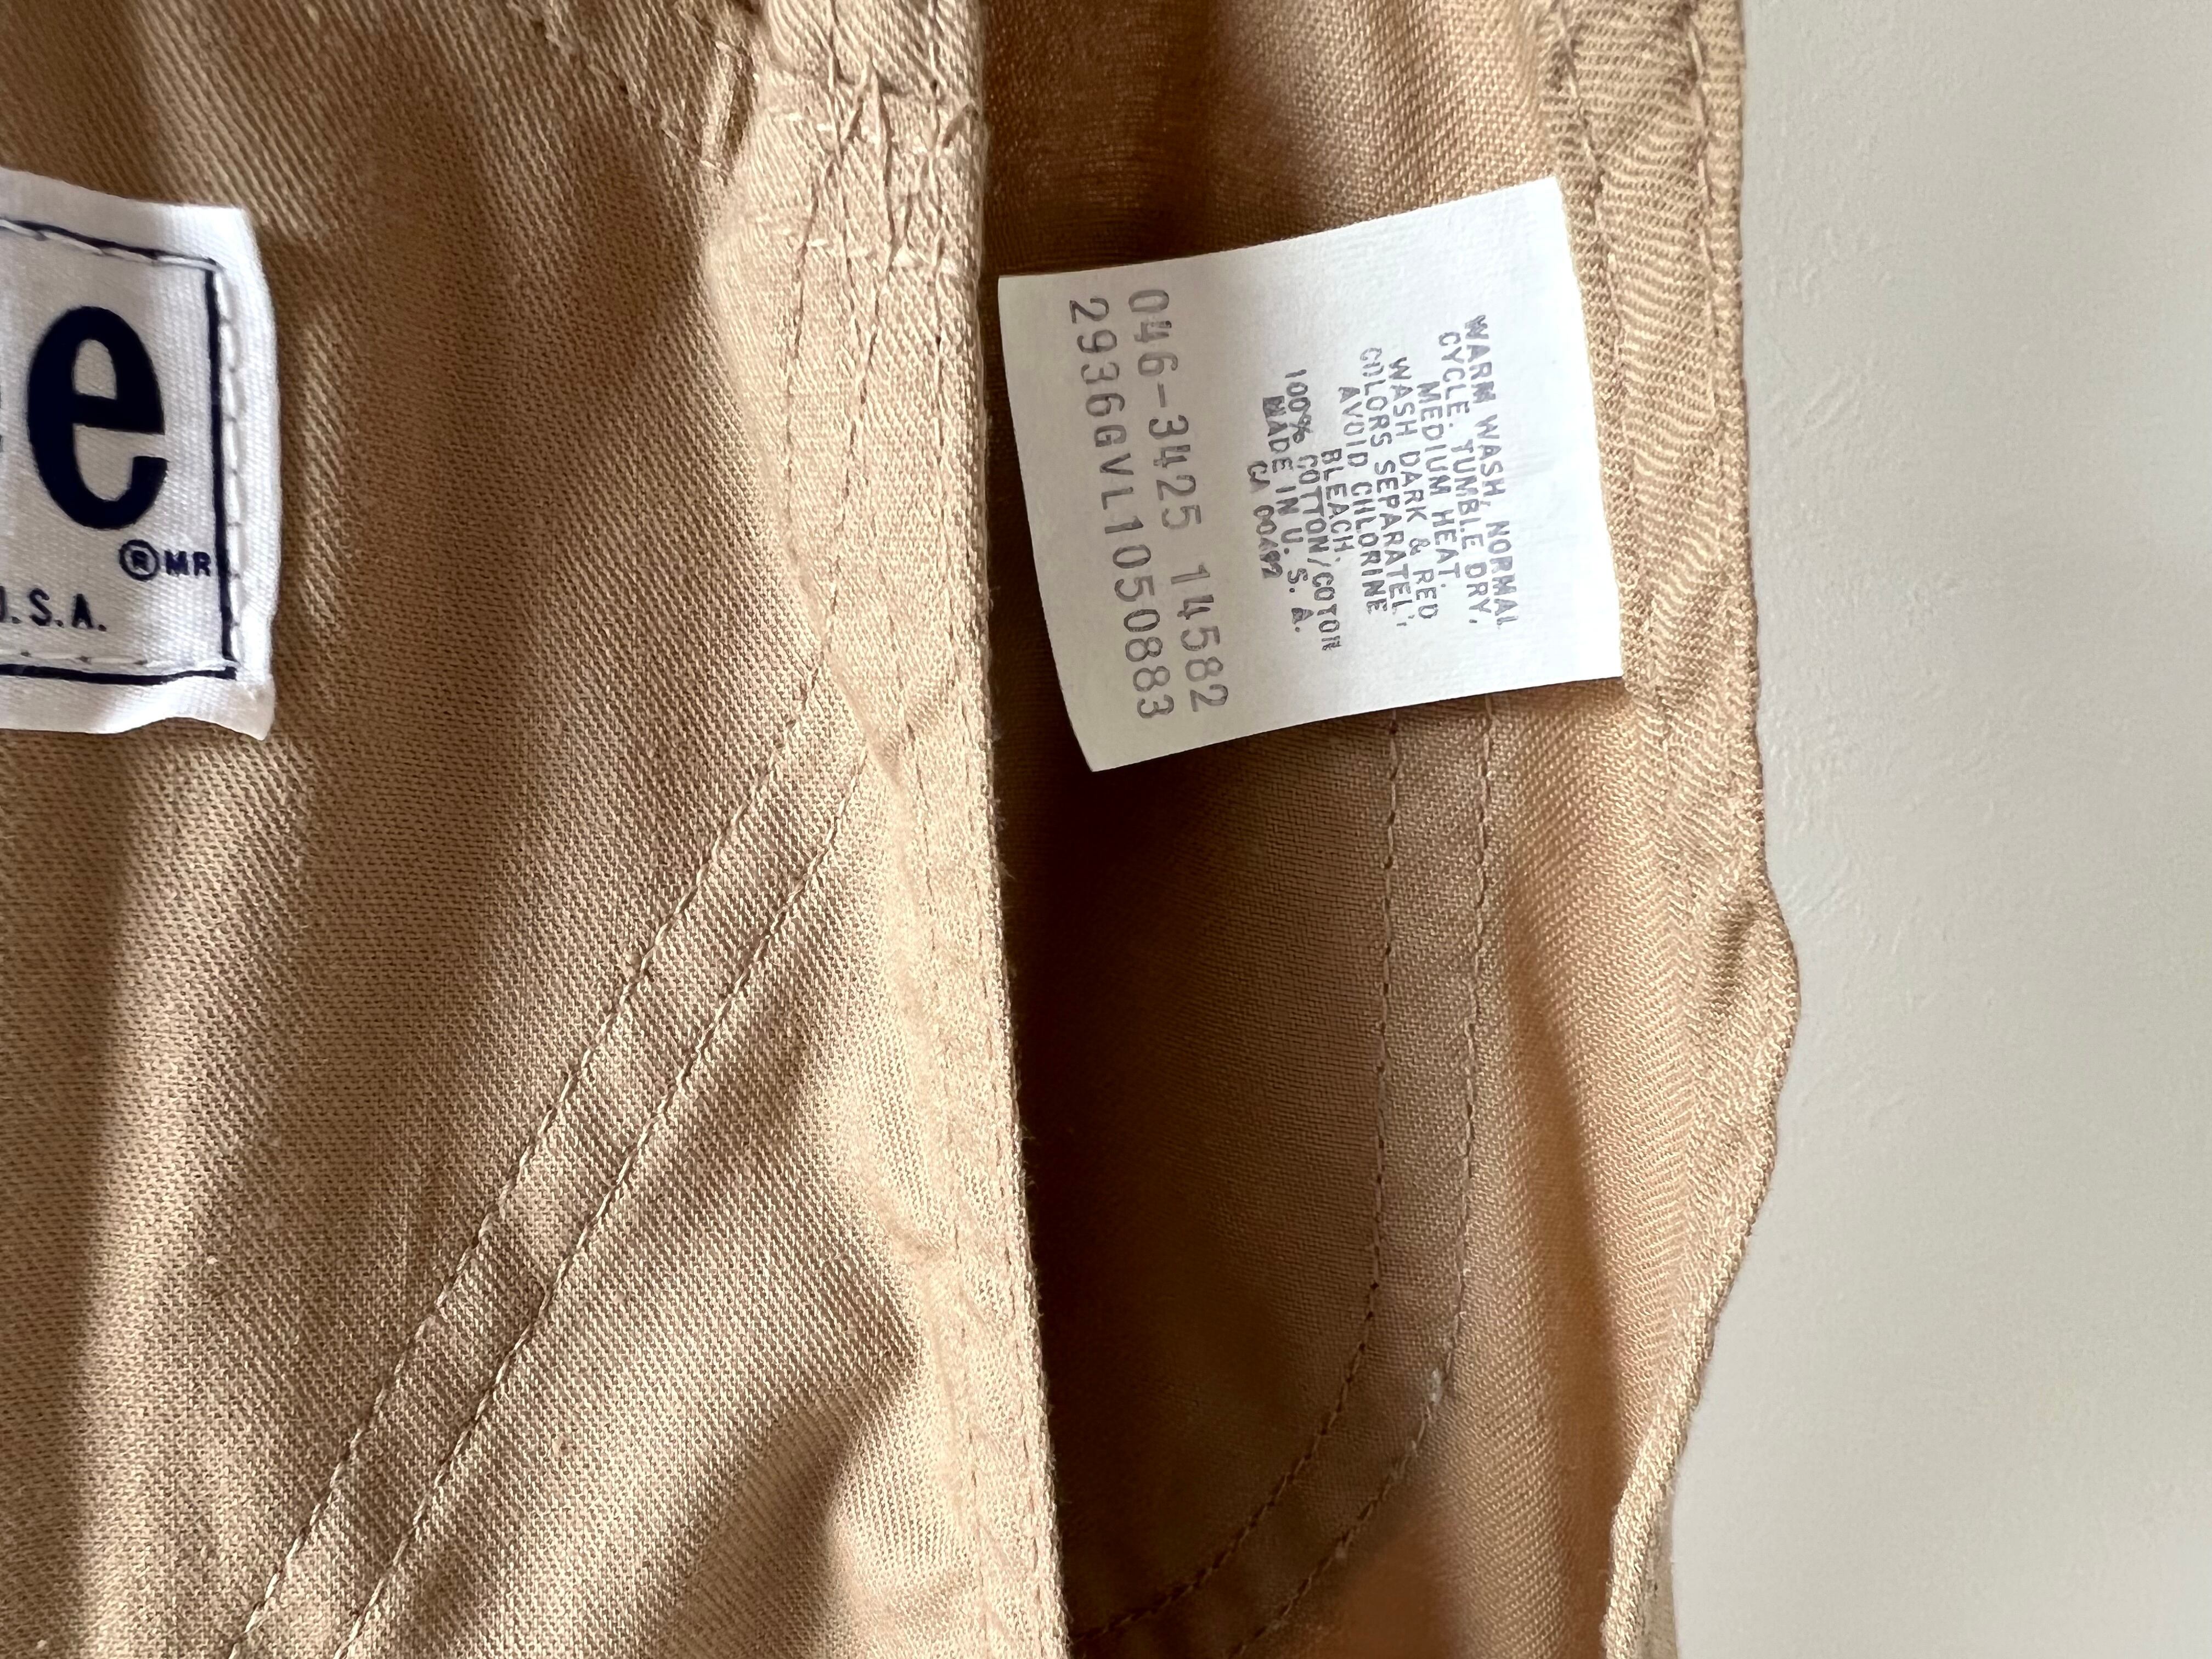 e
®MR
U.S.A.
WARM WASH, NORMAL
CYCLE. TUMBLE DRY,
MEDIUM HEAT.
WASH DARK & RED
COLORS SEPARATELY,
AVOID CHLORINE
BLEACH.
100% COTTON/COTON
MADE IN U. S. A.
CA 00492
046-3425 14582
2936GVL1050883